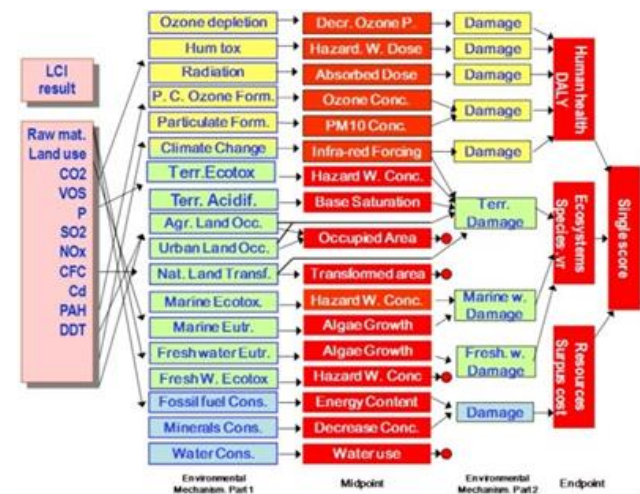 LCI
result
Raw mat.
Land use
CO2
VOS
P
SO2
NOx
CFC
Cd
PAH
DDT
Ozone depletion
Decr. Ozone P.
Damage
Hum tox
Hazard. W. Dose
Damage
Radiation
Absorbed Dose
Damage
P. C. Ozone Form.
Ozone Conc.
Damage
Particulate Form.
PM10 Conc.
Climate Change
Infra-red Forcing
Damage
Terr.Ecotox
Hazard W. Conc.
Terr. Acidif.
Base Saturation
Terr.
Damage
Agr. Land Occ.
Urban Land Occ.
Occupied Area
Nat. Land Transf.
Transformed area
Marine Ecotox.
Hazard W. Conc.
Marine w.
Damage
Marine Eutr.
Algae Growth
Freshwater Eutr.
Algae Growth
Fresh. w.
Damage
Fresh W. Ecotox
Hazard W. Conc
Fossil fuel Cons.
Energy Content
Damage
Minerals Cons.
Decrease Conc.
Water Cons.
Water use
Human health
DALY
Ecosystems
Species yr
Resources
Surpus cost
Single score
Environmental
Mechanism. Part 1
Midpoint
Environmental
Mechanism. Part 2
Endpoint